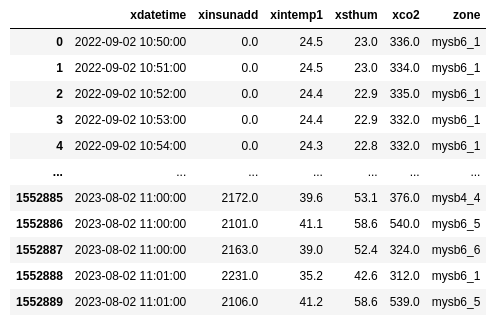 xdatetime xinsunadd xintemp1 xsthum xco2 zone
0 2022-09-02 10:50:00 0.0 24.5 23.0 336.0 mysb6_1
1 2022-09-02 10:51:00 0.0 24.5 23.0 334.0 mysb6_1
2 2022-09-02 10:52:00 0.0 24.4 22.9 335.0 mysb6_1
3 2022-09-02 10:53:00 0.0 24.4 22.9 332.0 mysb6_1
4 2022-09-02 10:54:00 0.0 24.3 22.8 332.0 mysb6_1
... ... ... ... ... ... ...
1552885 2023-08-02 11:00:00 2172.0 39.6 53.1 376.0 mysb4_4
1552886 2023-08-02 11:00:00 2101.0 41.1 58.6 540.0 mysb6_5
1552887 2023-08-02 11:00:00 2163.0 39.0 52.4 324.0 mysb6_6
1552888 2023-08-02 11:01:00 2231.0 35.2 42.6 312.0 mysb6_1
1552889 2023-08-02 11:01:00 2106.0 41.2 58.6 539.0 mysb6_5